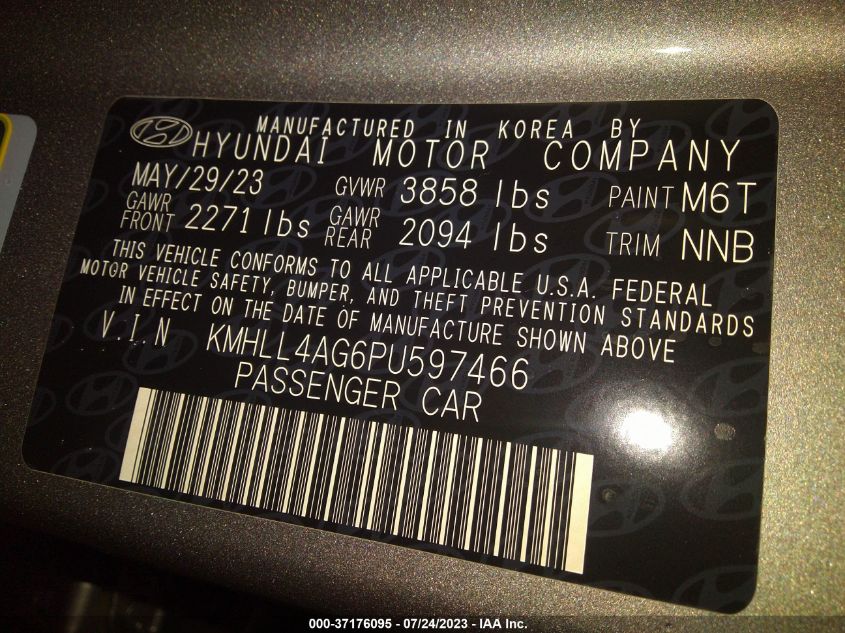 MANUFACTURED IN KOREA BY
HYUNDAI MOTOR COMPANY
MAY/29/23 GVWR 3858 lbs PAINT M6T
GAWR FRONT 2271 lbs GAWR REAR 2094 lbs TRIM NNB
THIS VEHICLE CONFORMS TO ALL APPLICABLE U.S.A. FEDERAL
MOTOR VEHICLE SAFETY, BUMPER, AND THEFT PREVENTION STANDARDS
IN EFFECT ON THE DATE OF MANUFACTURE SHOWN ABOVE
V.I.N KMHLL4AG6PU597466
PASSENGER CAR
000-37176095 - 07/24/2023 - IAA Inc.